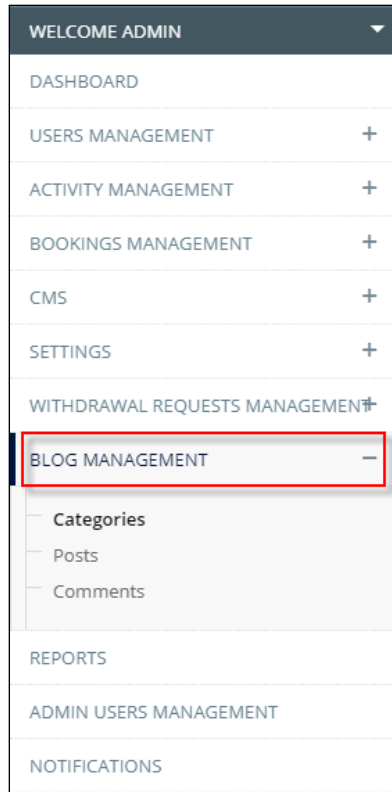 WELCOME ADMIN
DASHBOARD
USERS MANAGEMENT
ACTIVITY MANAGEMENT
BOOKINGS MANAGEMENT
CMS
SETTINGS
WITHDRAWAL REQUESTS MANAGEMENT
BLOG MANAGEMENT
Categories
Posts
Comments
REPORTS
ADMIN USERS MANAGEMENT
NOTIFICATIONS